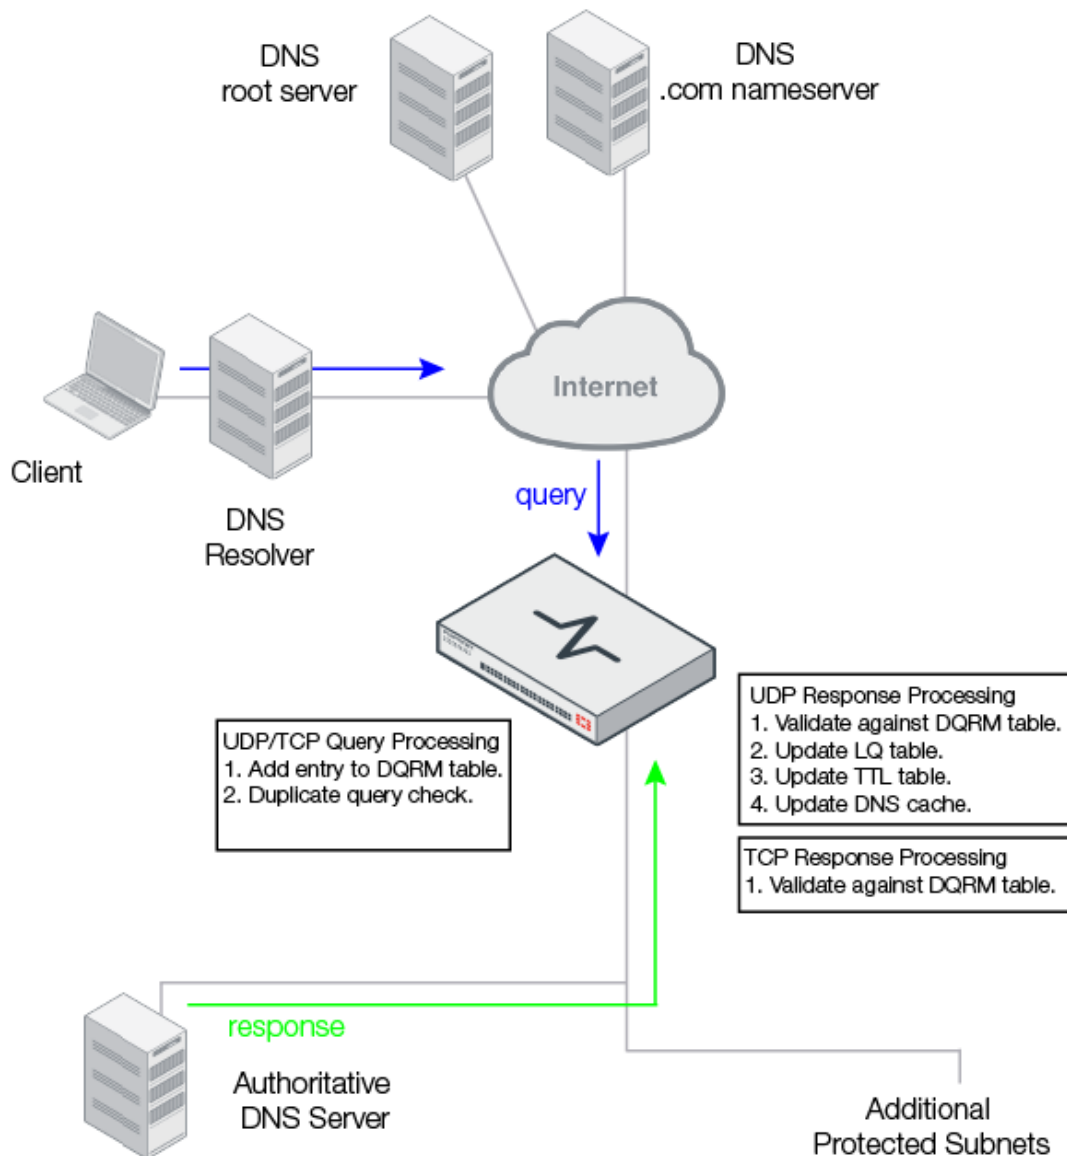 DNS
root server
DNS
.com nameserver
Internet
Client
DNS
Resolver
query
UDP/TCP Query Processing
1. Add entry to DQRM table.
2. Duplicate query check.
UDP Response Processing
1. Validate against DQRM table.
2. Update LQ table.
3. Update TTL table.
4. Update DNS cache.
TCP Response Processing
1. Validate against DQRM table.
response
Authoritative
DNS Server
Additional
Protected Subnets